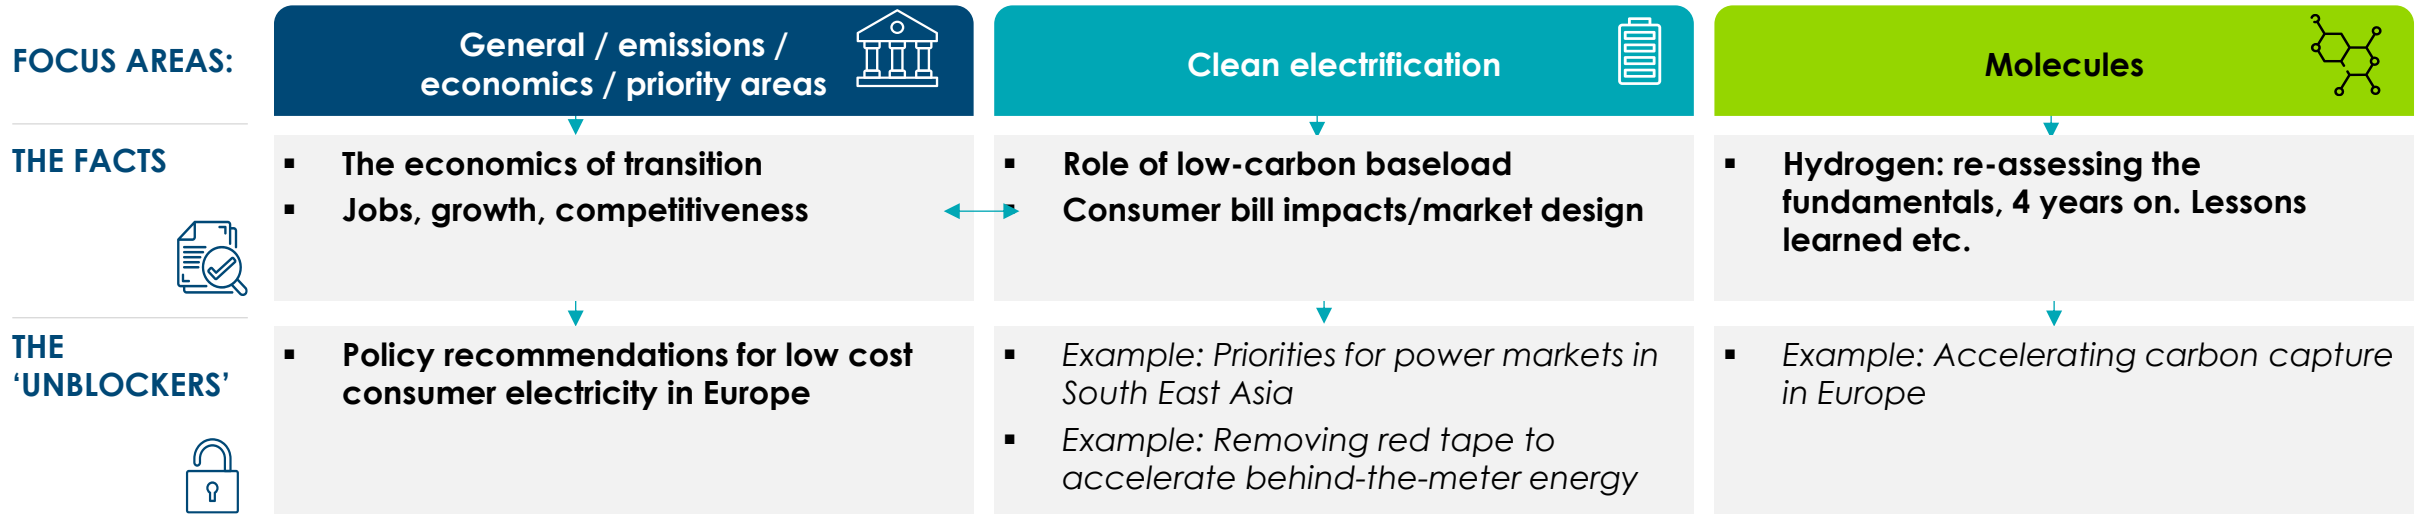 FOCUS AREAS:
General / emissions /
economics / priority areas
Clean electrification
Molecules
THE FACTS
▪ The economics of transition
▪ Jobs, growth, competitiveness
▪ Role of low-carbon baseload
▪ Consumer bill impacts/market design
▪ Hydrogen: re-assessing the
fundamentals, 4 years on. Lessons
learned etc.
THE
‘UNBLOCKERS’
▪ Policy recommendations for low cost
consumer electricity in Europe
▪ Example: Priorities for power markets in
South East Asia
▪ Example: Removing red tape to
accelerate behind-the-meter energy
▪ Example: Accelerating carbon capture
in Europe